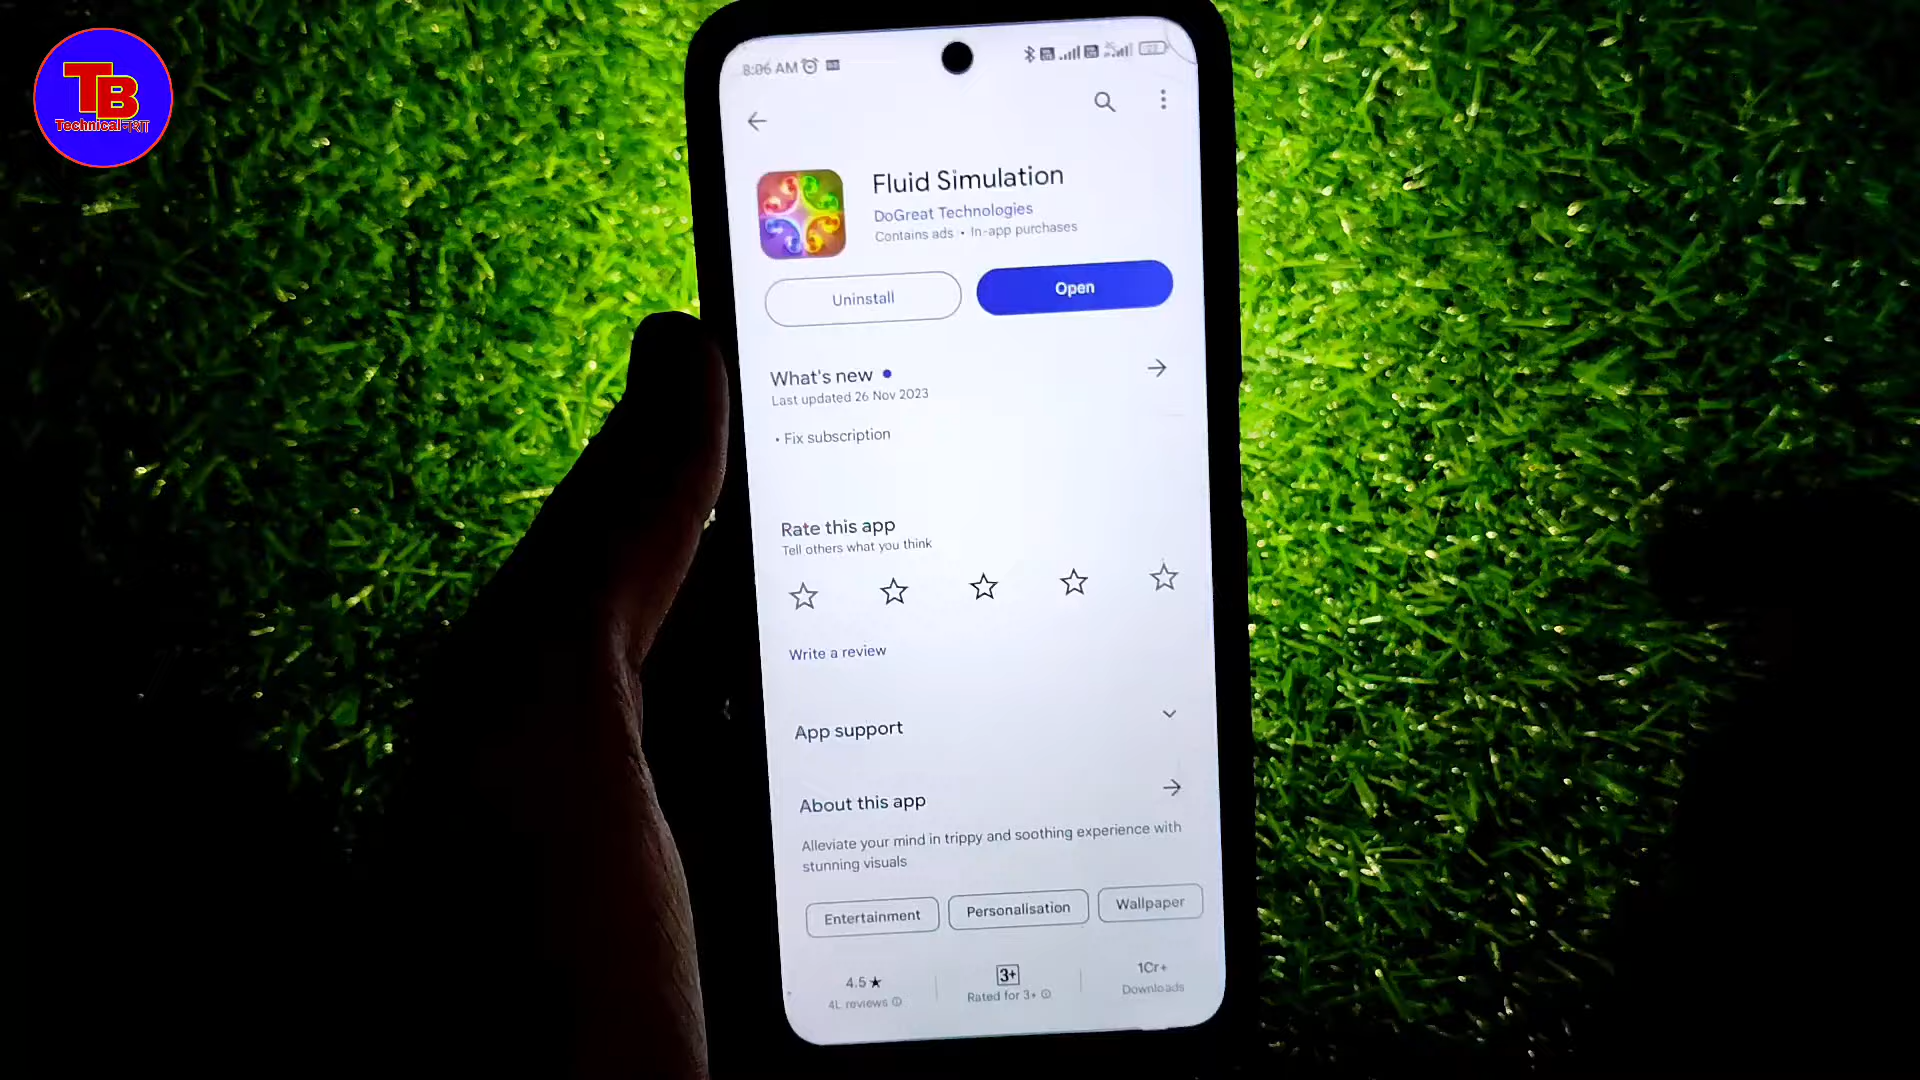 TB
Technicalনেশা
8:06 AM
Fluid Simulation
DoGreat Technologies
Contains ads • In-app purchases
Uninstall
Open
What's new
Last updated 26 Nov 2023
• Fix subscription
Rate this app
Tell others what you think
Write a review
App support
About this app
Alleviate your mind in trippy and soothing experience with
stunning visuals
Entertainment
Personalisation
Wallpaper
4.5★
4L reviews
3+
Rated for 3+
1Cr+
Downloads